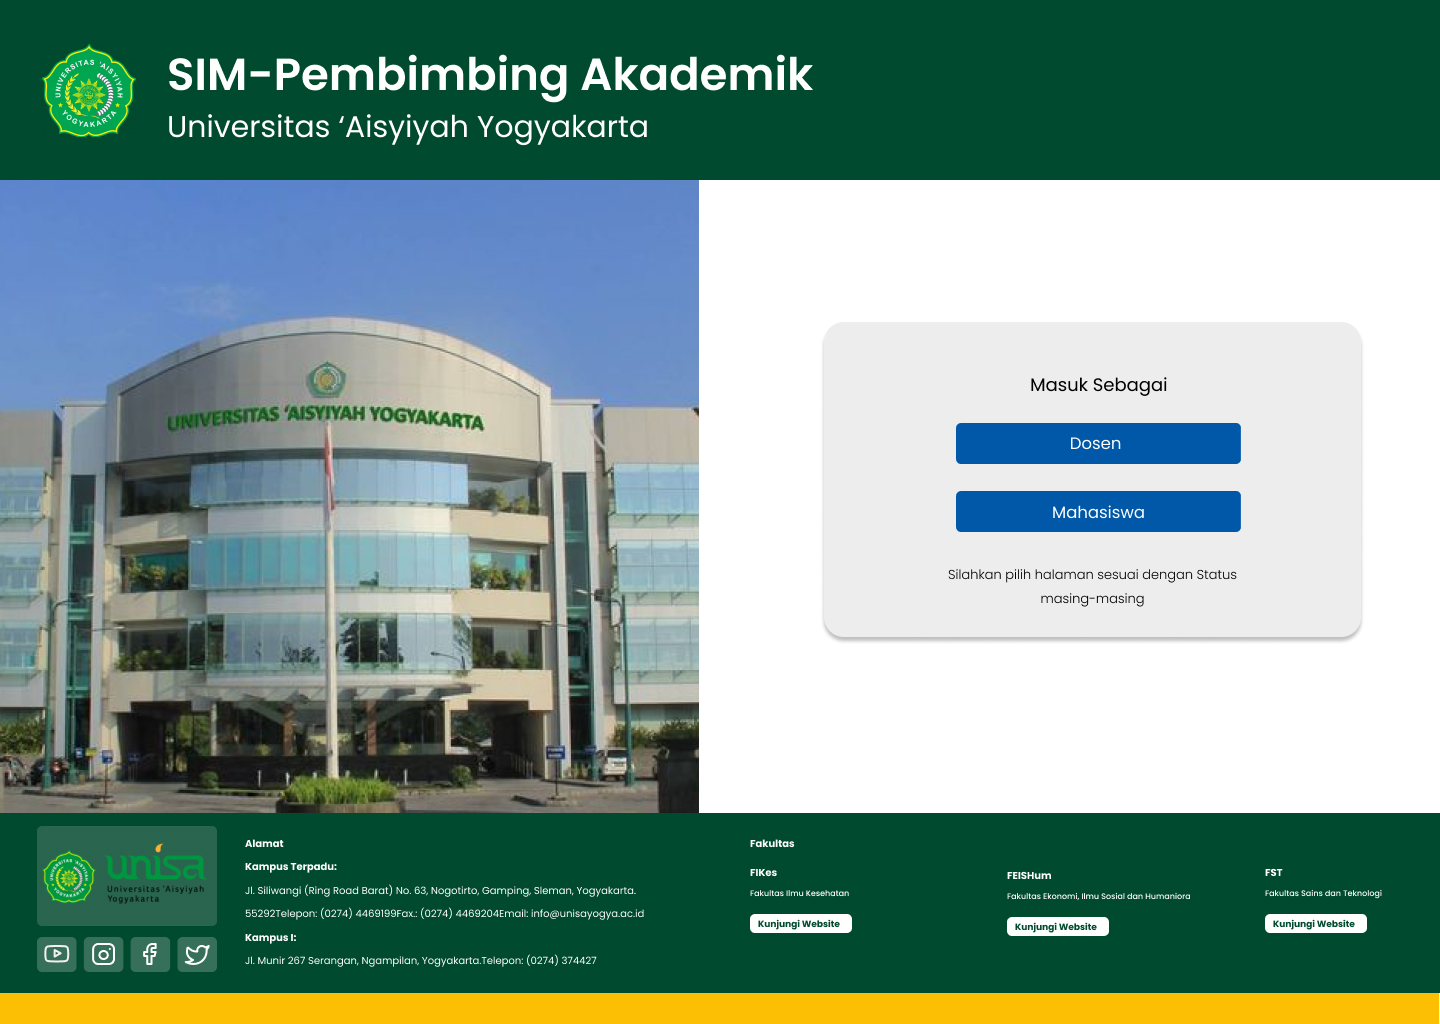 UNIVERSITAS 'AISYIYAH
YOGYAKARTA
SIM-Pembimbing Akademik
Universitas ‘Aisyiyah Yogyakarta
UNIVERSITAS 'AISYIYAH YOGYAKARTA
Masuk Sebagai
Dosen
Mahasiswa
Silahkan pilih halaman sesuai dengan Status
masing-masing
UNIVERSITAS 'AISYIYAH
YOGYAKARTA
unisa
Universitas 'Aisyiyah
Yogyakarta
Alamat
Kampus Terpadu:
Jl. Siliwangi (Ring Road Barat) No. 63, Nogotirto, Gamping, Sleman, Yogyakarta.
55292Telepon: (0274) 4469199Fax.: (0274) 4469204Email: info@unisayogya.ac.id
Kampus I:
Jl. Munir 267 Serangan, Ngampilan, Yogyakarta.Telepon: (0274) 374427
Fakultas
FIKes
Fakultas Ilmu Kesehatan
Kunjungi Website
FEISHum
Fakultas Ekonomi, Ilmu Sosial dan Humaniora
Kunjungi Website
FST
Fakultas Sains dan Teknologi
Kunjungi Website